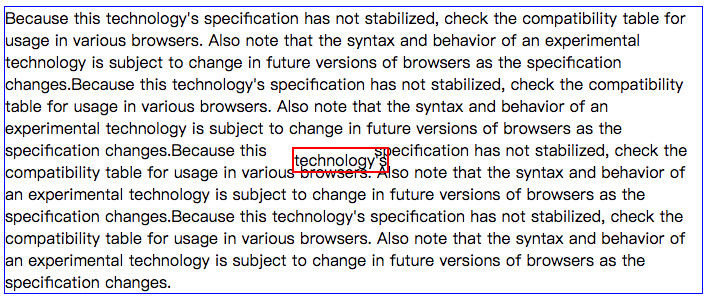 Because this technology's specification has not stabilized, check the compatibility table for
usage in various browsers. Also note that the syntax and behavior of an experimental
technology is subject to change in future versions of browsers as the specification
changes.Because this technology's specification has not stabilized, check the compatibility
table for usage in various browsers. Also note that the syntax and behavior of an
experimental technology is subject to change in future versions of browsers as the
specification changes.Because this technology's specification has not stabilized, check the
compatibility table for usage in various browsers. Also note that the syntax and behavior of
an experimental technology is subject to change in future versions of browsers as the
specification changes.Because this technology's specification has not stabilized, check the
compatibility table for usage in various browsers. Also note that the syntax and behavior of
an experimental technology is subject to change in future versions of browsers as the
specification changes.